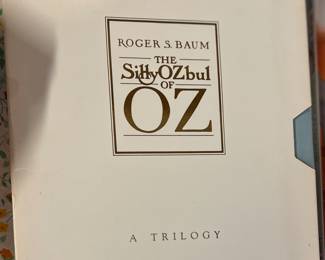 ROGER S. BAUM
THE
SillyOZbul
OF
OZ
A TRILOGY